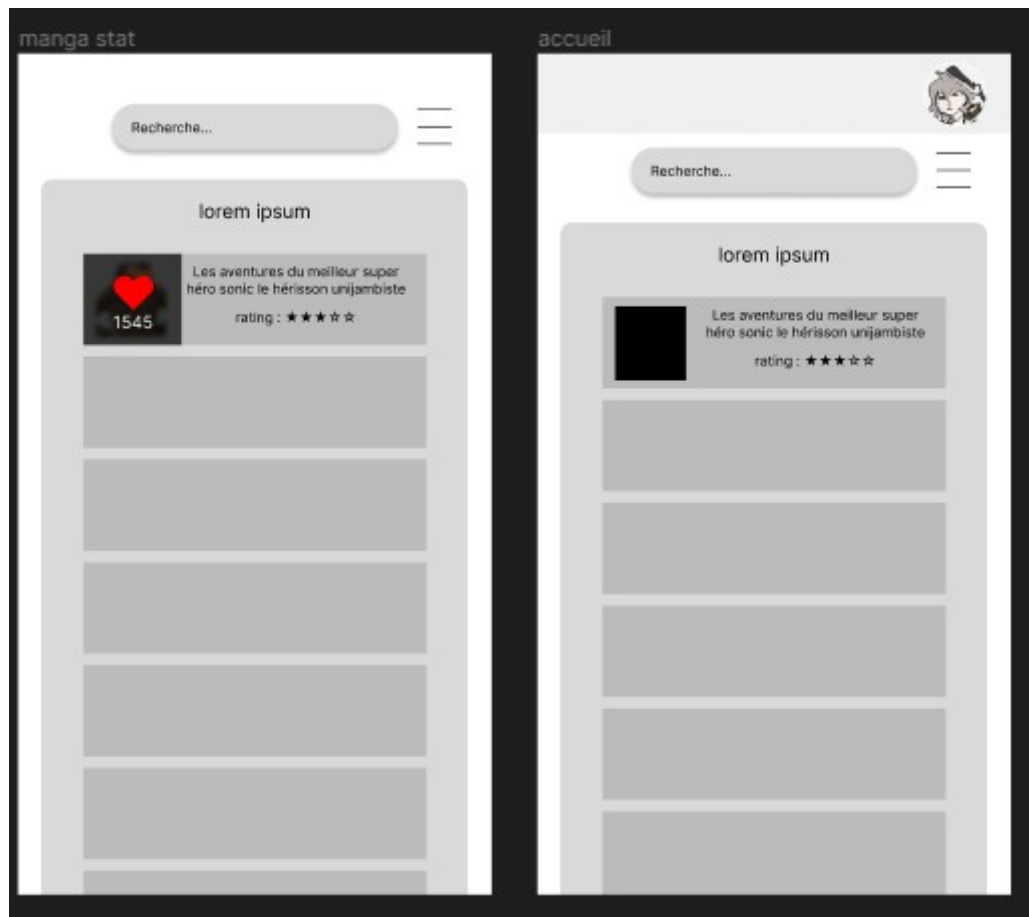 manga stat
Recherche...
lorem ipsum
Les aventures du meilleur super
héro sonic le hérisson unijambiste
rating : ★★★☆☆
1545
accueil
Recherche...
lorem ipsum
Les aventures du meilleur super
héro sonic le hérisson unijambiste
rating : ★★★☆☆